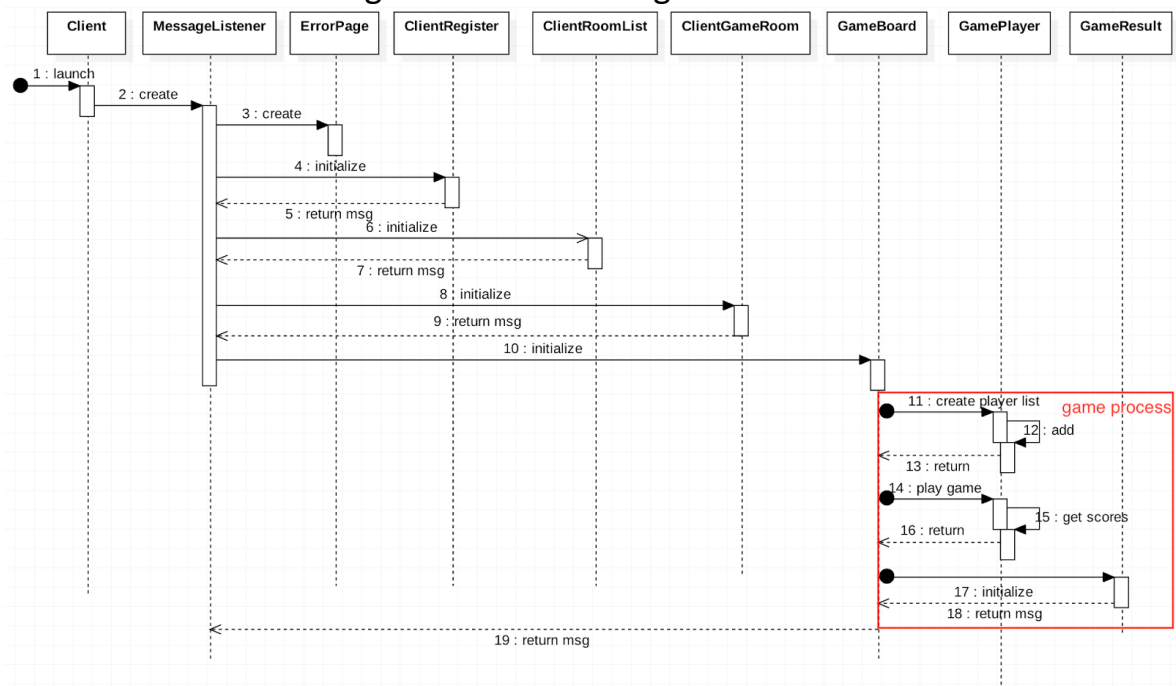 Client
MessageListener
ErrorPage
ClientRegister
ClientRoomList
ClientGameRoom
GameBoard
GamePlayer
GameResult
1 : launch
2 : create
3 : create
4 : initialize
5 : return msg
6 : initialize
7 : return msg
8 : initialize
9 : return msg
10 : initialize
game process
11 : create player list
12 : add
13 : return
14 : play game
15 : get scores
16 : return
17 : initialize
18 : return msg
19 : return msg